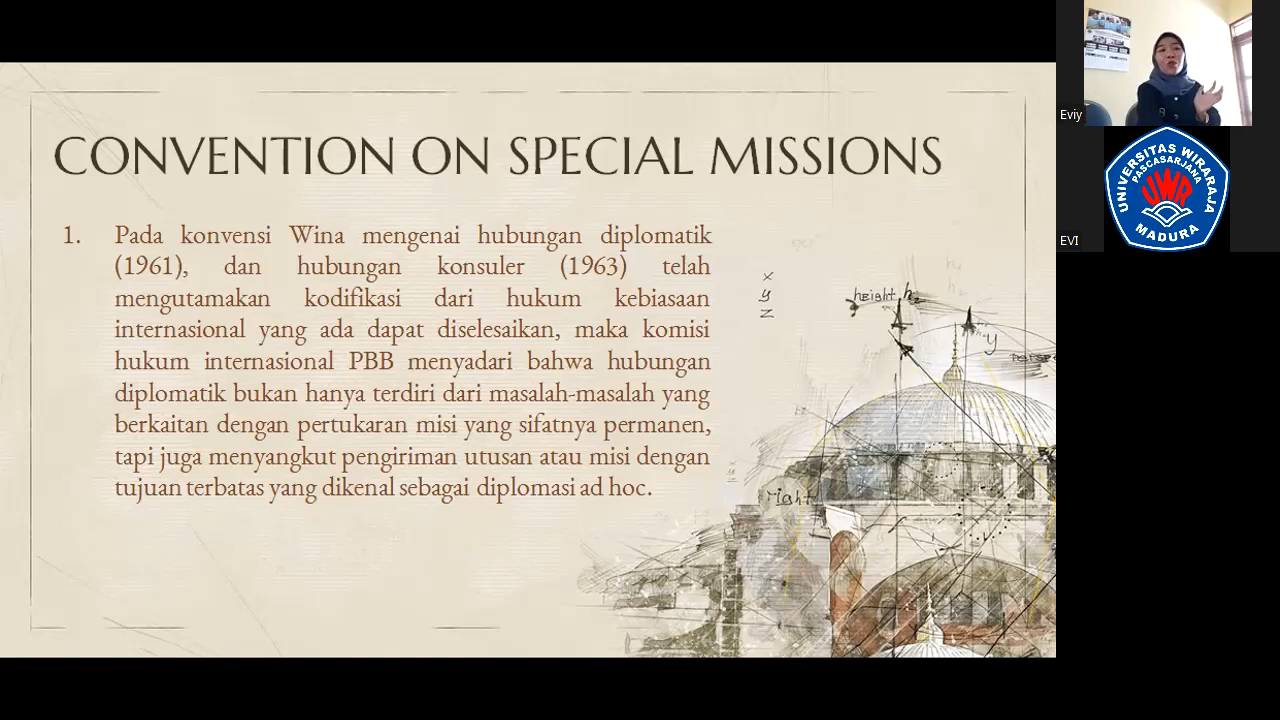 CONVENTION ON SPECIAL MISSIONS
1. Pada konvensi Wina mengenai hubungan diplomatik
(1961), dan hubungan konsuler (1963) telah
mengutamakan kodifikasi dari hukum kebiasaan
internasional yang ada dapat diselesaikan, maka komisi
hukum internasional PBB menyadari bahwa hubungan
diplomatik bukan hanya terdiri dari masalah-masalah yang
berkaitan dengan pertukaran misi yang sifatnya permanen,
tapi juga menyangkut pengiriman utusan atau misi dengan
tujuan terbatas yang dikenal sebagai diplomasi ad hoc.
x
y
z
height h
y
Eviy
UNIVERSITAS WIRARAJA
PASCASARJANA
UWR
MADURA
EVI